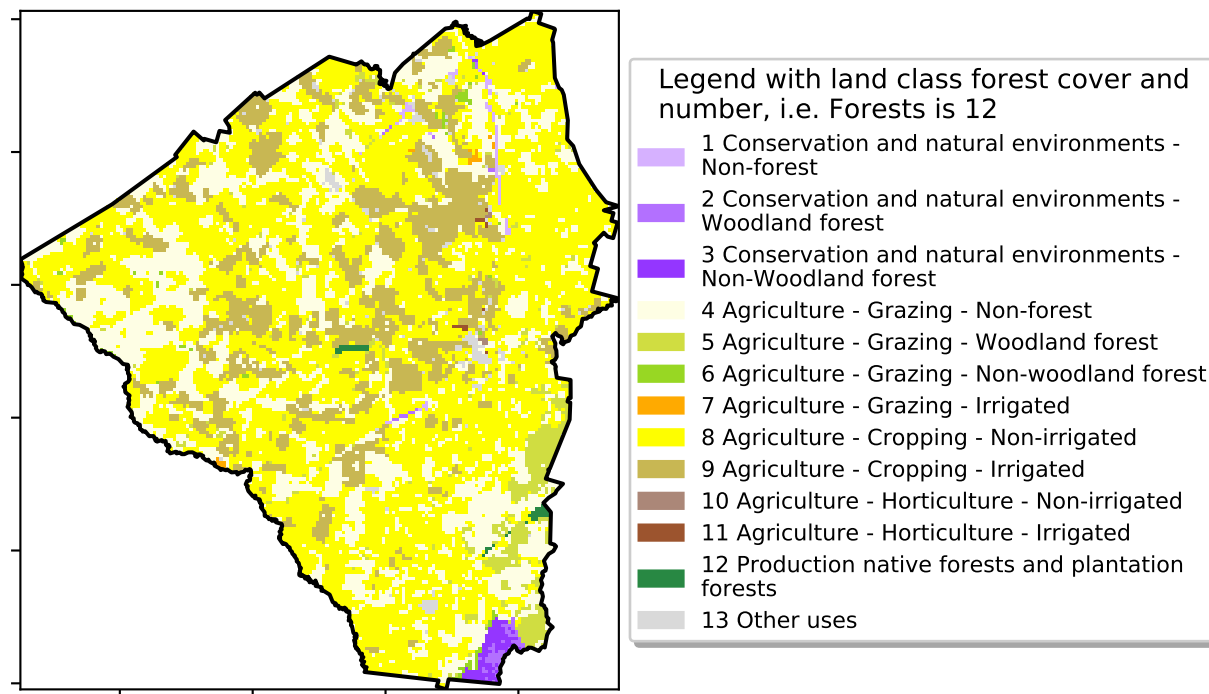 Legend with land class forest cover and
number, i.e. Forests is 12
1 Conservation and natural environments -
Non-forest
2 Conservation and natural environments -
Woodland forest
3 Conservation and natural environments -
Non-Woodland forest
4 Agriculture - Grazing - Non-forest
5 Agriculture - Grazing - Woodland forest
6 Agriculture - Grazing - Non-woodland forest
7 Agriculture - Grazing - Irrigated
8 Agriculture - Cropping - Non-irrigated
9 Agriculture - Cropping - Irrigated
10 Agriculture - Horticulture - Non-irrigated
11 Agriculture - Horticulture - Irrigated
12 Production native forests and plantation
forests
13 Other uses